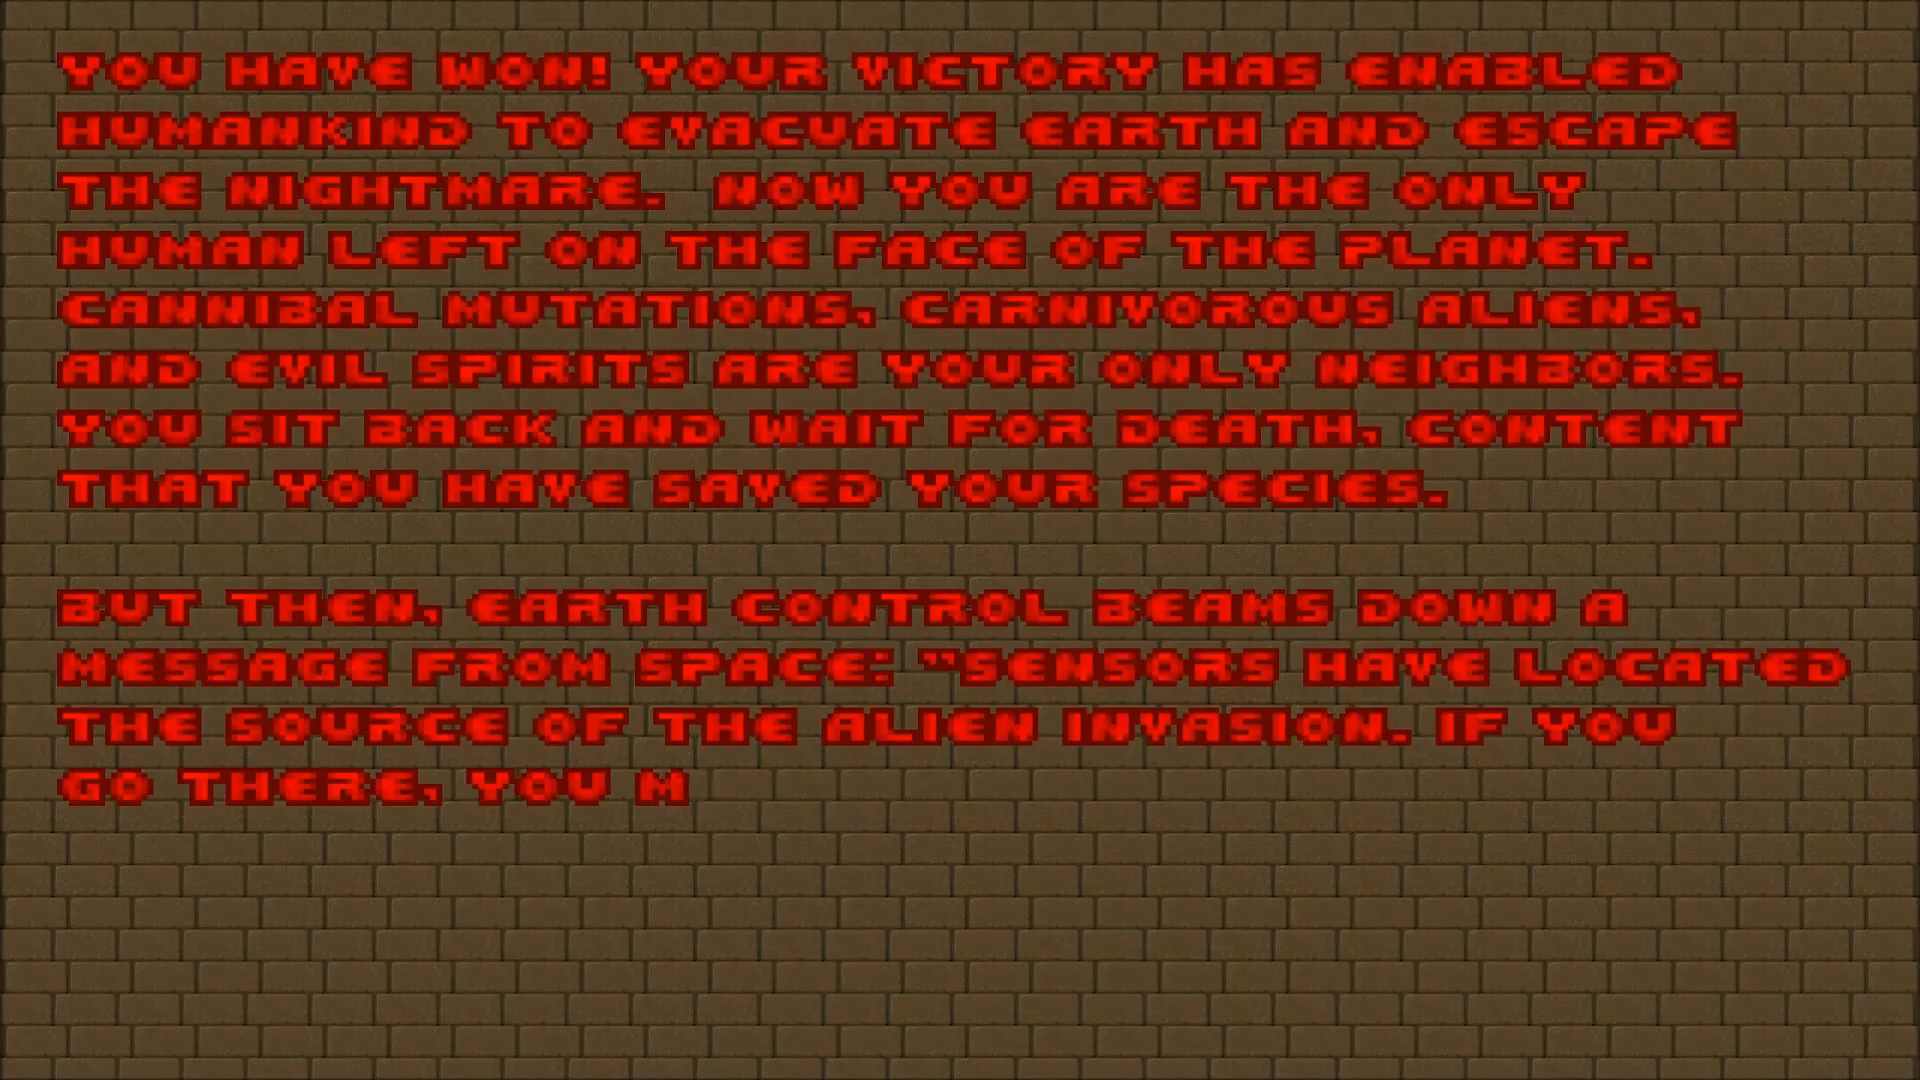 YOU HAVE WON! YOUR VICTORY HAS ENABLED
HUMANKIND TO EVACUATE EARTH AND ESCAPE
THE NIGHTMARE.  NOW YOU ARE THE ONLY
HUMAN LEFT ON THE FACE OF THE PLANET.
CANNIBAL MUTATIONS, CARNIVOROUS ALIENS,
AND EVIL SPIRITS ARE YOUR ONLY NEIGHBORS.
YOU SIT BACK AND WAIT FOR DEATH, CONTENT
THAT YOU HAVE SAVED YOUR SPECIES.

BUT THEN, EARTH CONTROL BEAMS DOWN A
MESSAGE FROM SPACE: "SENSORS HAVE LOCATED
THE SOURCE OF THE ALIEN INVASION. IF YOU
GO THERE, YOU M